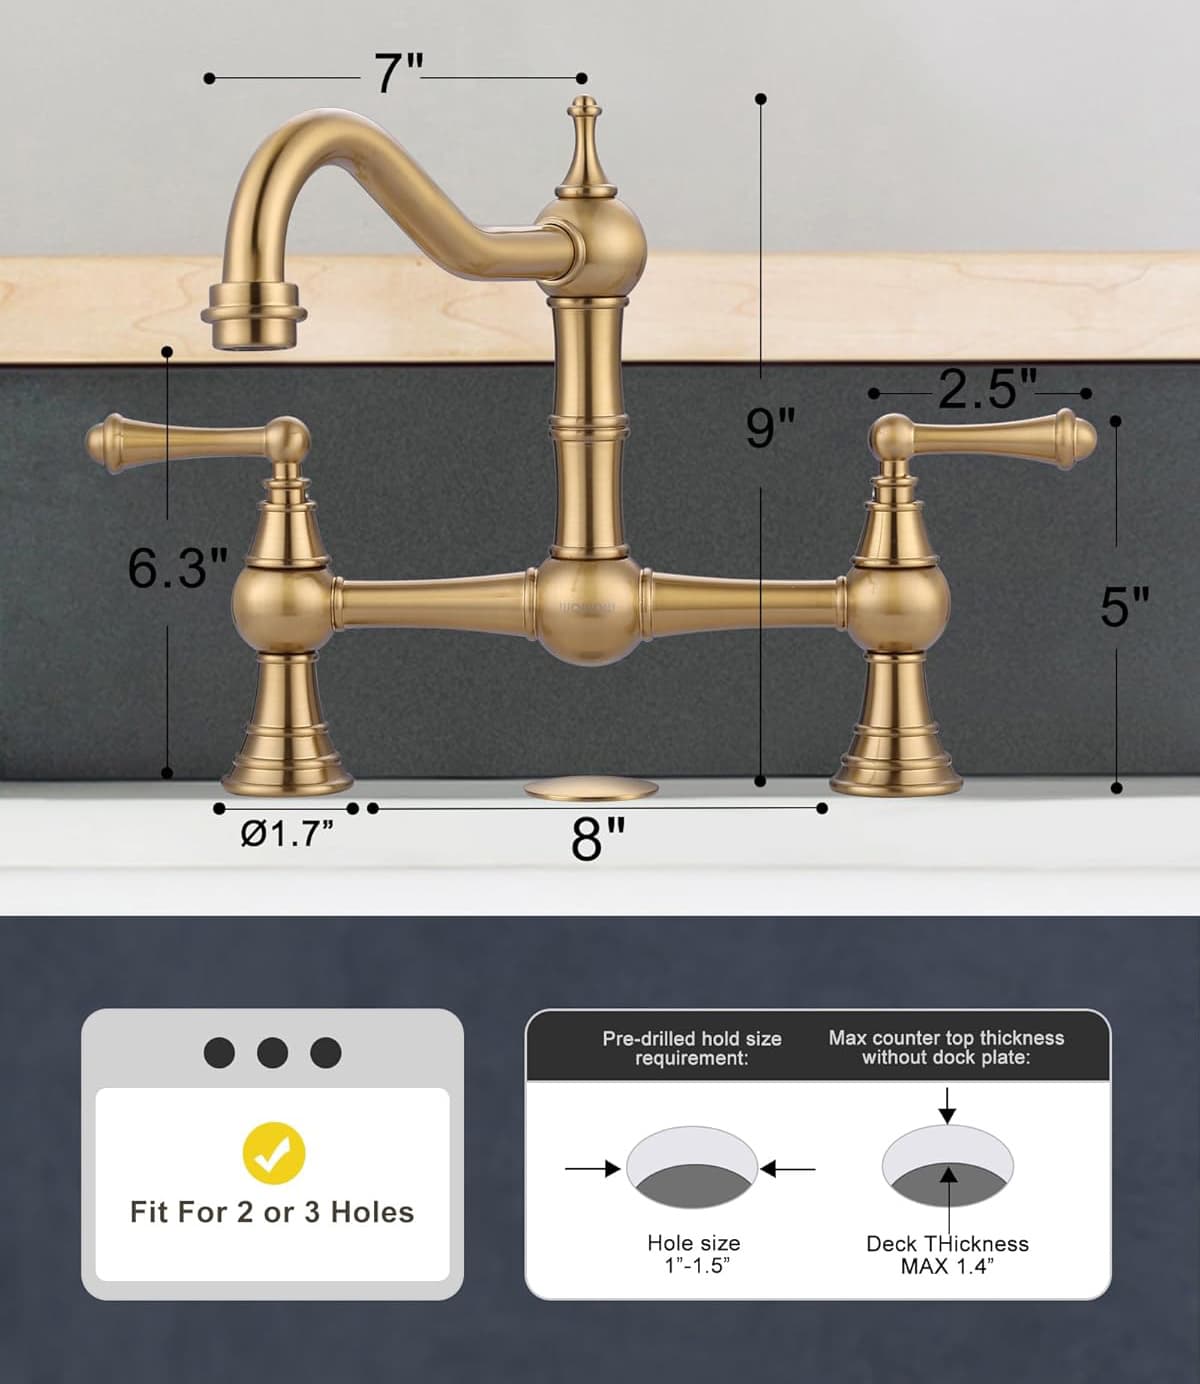 7"
2.5"
9"
6.3"
5"
Ø1.7”
8"
Fit For 2 or 3 Holes
Pre-drilled hold size
requirement:
Max counter top thickness
without dock plate:
Hole size
1”-1.5”
Deck THickness
MAX 1.4”